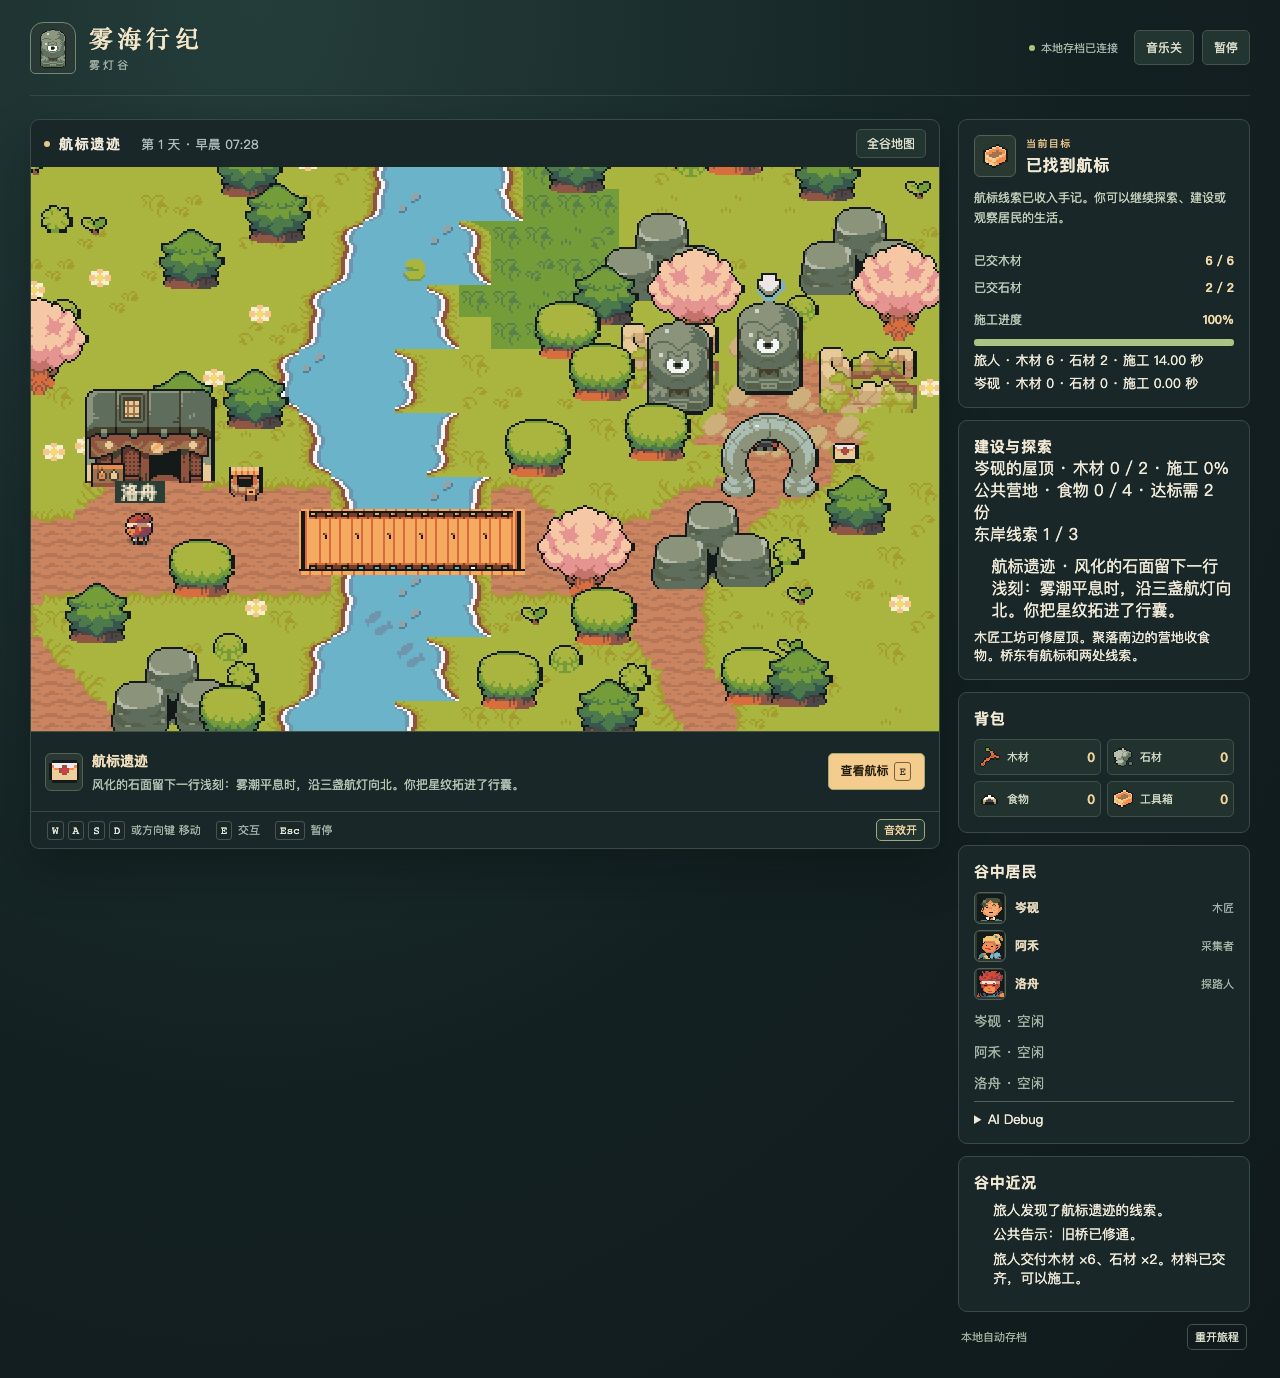 雾海行纪
雾灯谷
本地存档已连接
音乐关
暂停
航标遗迹
第 1 天 · 早晨 07:28
全谷地图
洛舟
航标遗迹
风化的石面留下一行浅刻：雾潮平息时，沿三盏航灯向北。你把星纹拓进了行囊。
查看航标 E
W A S D 或方向键 移动 E 交互 Esc 暂停
音效开
当前目标
已找到航标
航标线索已收入手记。你可以继续探索、建设或
观察居民的生活。
已交木材 6 / 6
已交石材 2 / 2
施工进度 100%
旅人 · 木材 6 · 石材 2 · 施工 14.00 秒
岑砚 · 木材 0 · 石材 0 · 施工 0.00 秒
建设与探索
岑砚的屋顶 · 木材 0 / 2 · 施工 0%
公共营地 · 食物 0 / 4 · 达标需 2
份
东岸线索 1 / 3
航标遗迹 · 风化的石面留下一行
浅刻：雾潮平息时，沿三盏航灯向
北。你把星纹拓进了行囊。
木匠工坊可修屋顶。聚落南边的营地收食
物。桥东有航标和两处线索。
背包
木材 0
石材 0
食物 0
工具箱 0
谷中居民
岑砚 木匠
阿禾 采集者
洛舟 探路人
岑砚 · 空闲
阿禾 · 空闲
洛舟 · 空闲
AI Debug
谷中近况
旅人发现了航标遗迹的线索。
公共告示：旧桥已修通。
旅人交付木材 ×6、石材 ×2。材料已交
齐，可以施工。
本地自动存档
重开旅程